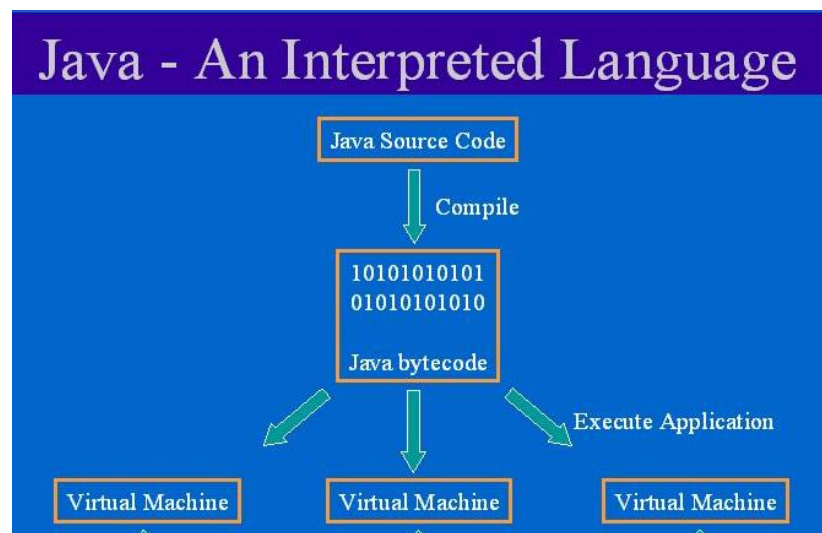 Java - An Interpreted Language
Java Source Code
Compile
10101010101
01010101010
Java bytecode
Execute Application
Virtual Machine
Virtual Machine
Virtual Machine